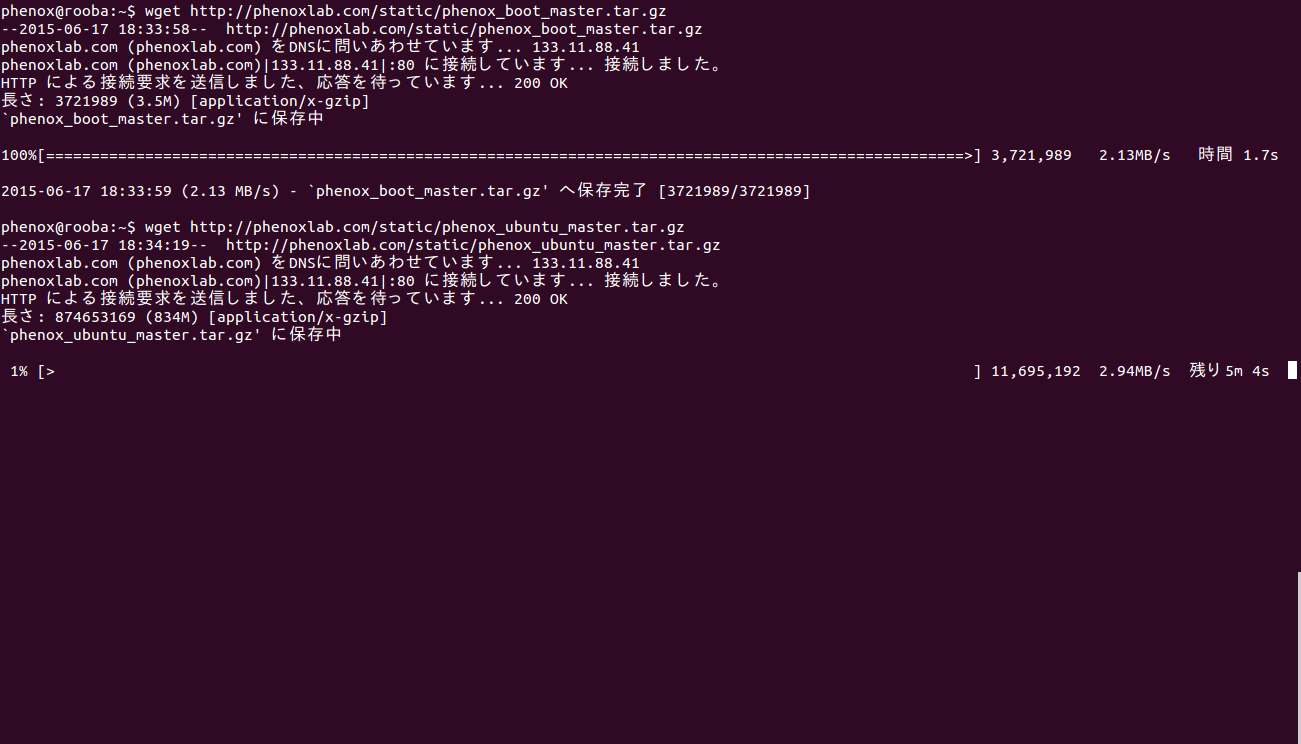 phenox@rooba:~$ wget http://phenoxlab.com/static/phenox_boot_master.tar.gz
--2015-06-17 18:33:58--  http://phenoxlab.com/static/phenox_boot_master.tar.gz
phenoxlab.com (phenoxlab.com) をDNSに問いあわせています... 133.11.88.41
phenoxlab.com (phenoxlab.com)|133.11.88.41|:80 に接続しています... 接続しました。
HTTP による接続要求を送信しました、応答を待っています... 200 OK
長さ: 3721989 (3.5M) [application/x-gzip]
`phenox_boot_master.tar.gz' に保存中
100%[======================================================================================================>] 3,721,989   2.13MB/s   時間 1.7s
2015-06-17 18:33:59 (2.13 MB/s) - `phenox_boot_master.tar.gz' へ保存完了 [3721989/3721989]
phenox@rooba:~$ wget http://phenoxlab.com/static/phenox_ubuntu_master.tar.gz
--2015-06-17 18:34:19--  http://phenoxlab.com/static/phenox_ubuntu_master.tar.gz
phenoxlab.com (phenoxlab.com) をDNSに問いあわせています... 133.11.88.41
phenoxlab.com (phenoxlab.com)|133.11.88.41|:80 に接続しています... 接続しました。
HTTP による接続要求を送信しました、応答を待っています... 200 OK
長さ: 874653169 (834M) [application/x-gzip]
`phenox_ubuntu_master.tar.gz' に保存中
 1% [>                                                                                                      ] 11,695,192  2.94MB/s  残り5m 4s